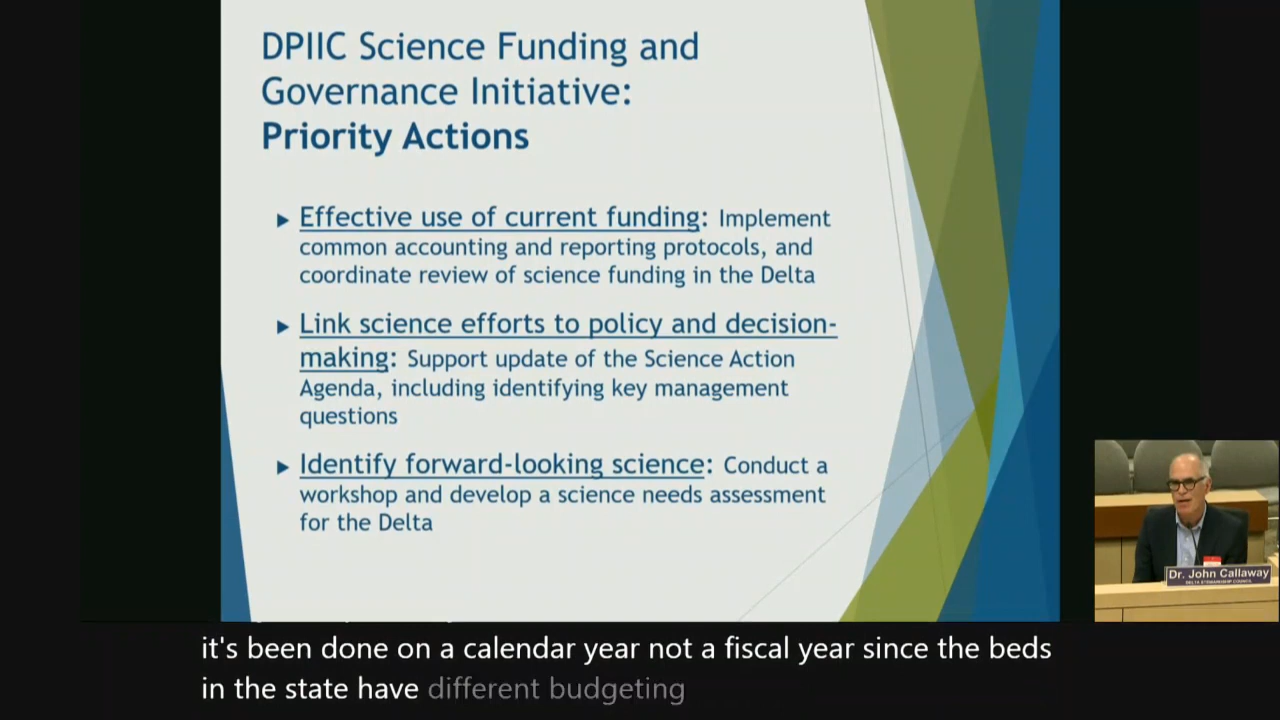 DPIIC Science Funding and
Governance Initiative:
Priority Actions
Effective use of current funding: Implement
common accounting and reporting protocols, and
coordinate review of science funding in the Delta
Link science efforts to policy and decision-
making: Support update of the Science Action
Agenda, including identifying key management
questions
Identify forward-looking science: Conduct a
workshop and develop a science needs assessment
for the Delta
Dr. John Callaway
DELTA STEWARDSHIP COUNCIL
it's been done on a calendar year not a fiscal year since the beds
in the state have different budgeting